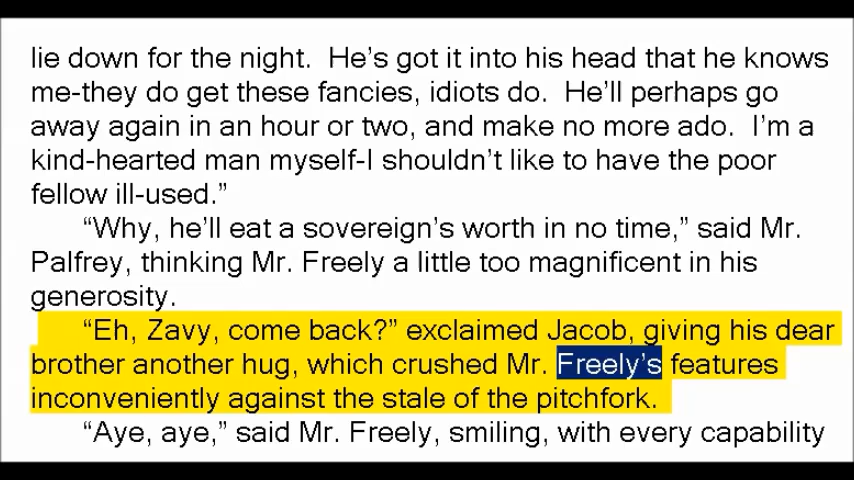 lie down for the night.  He’s got it into his head that he knows
me-they do get these fancies, idiots do.  He’ll perhaps go
away again in an hour or two, and make no more ado.  I’m a
kind-hearted man myself-I shouldn’t like to have the poor
fellow ill-used.”
“Why, he’ll eat a sovereign’s worth in no time,” said Mr.
Palfrey, thinking Mr. Freely a little too magnificent in his
generosity.
“Eh, Zavy, come back?” exclaimed Jacob, giving his dear
brother another hug, which crushed Mr. Freely’s features
inconveniently against the stale of the pitchfork.
“Aye, aye,” said Mr. Freely, smiling, with every capability